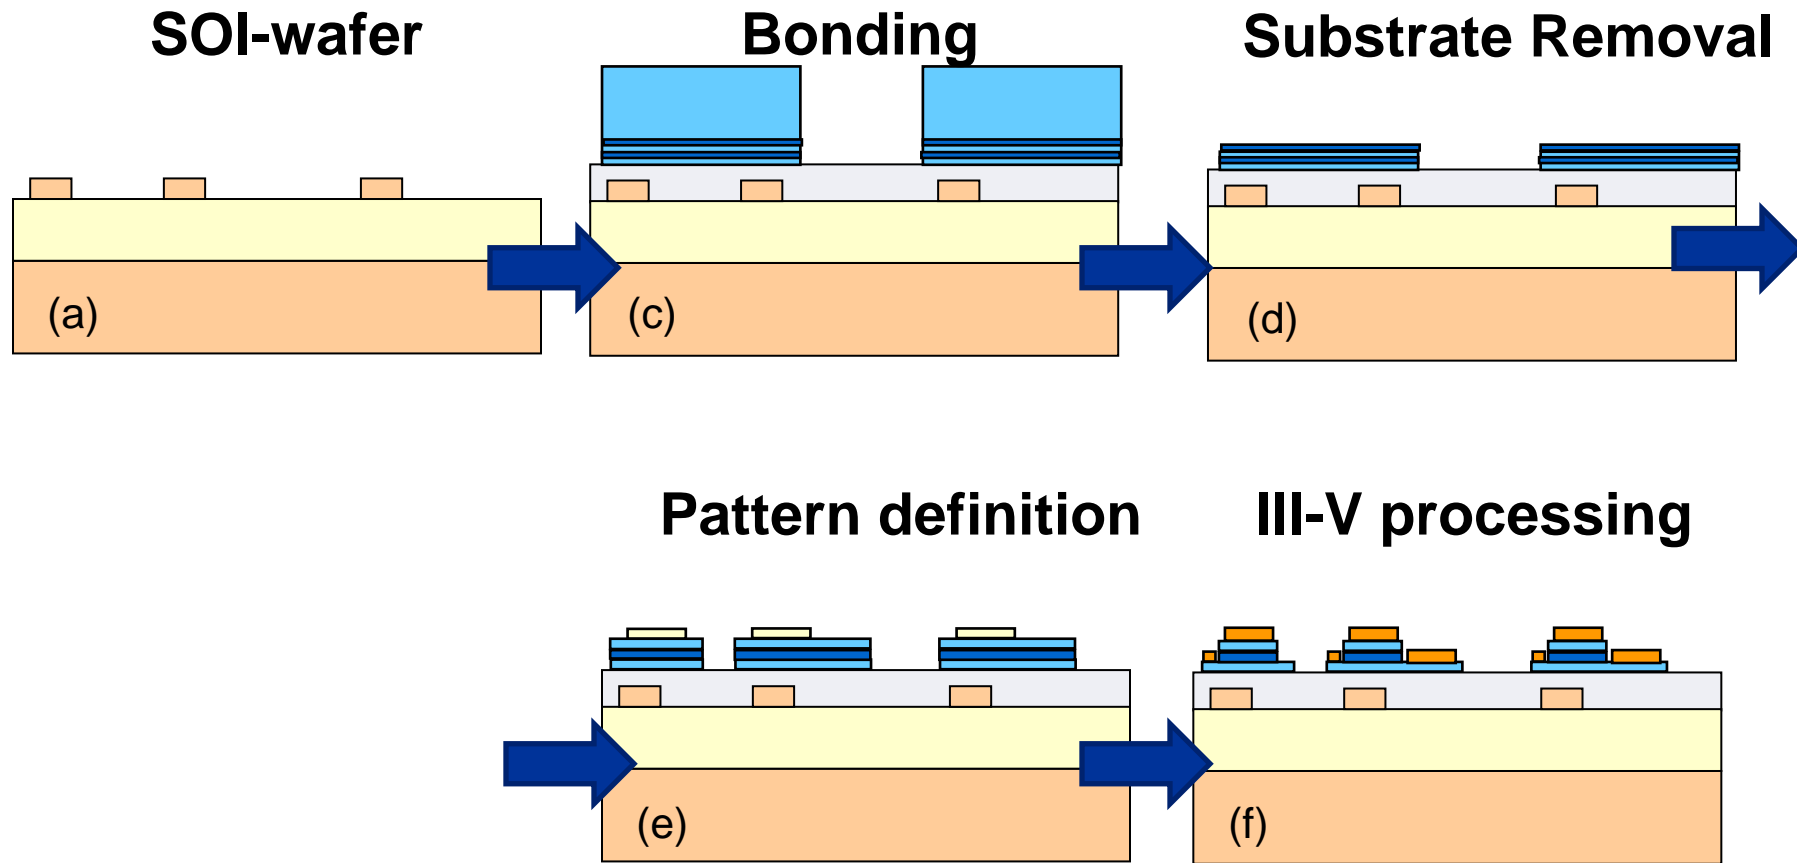 SOI-wafer
Bonding
Substrate Removal
(a)
(c)
(d)
Pattern definition
III-V processing
(e)
(f)